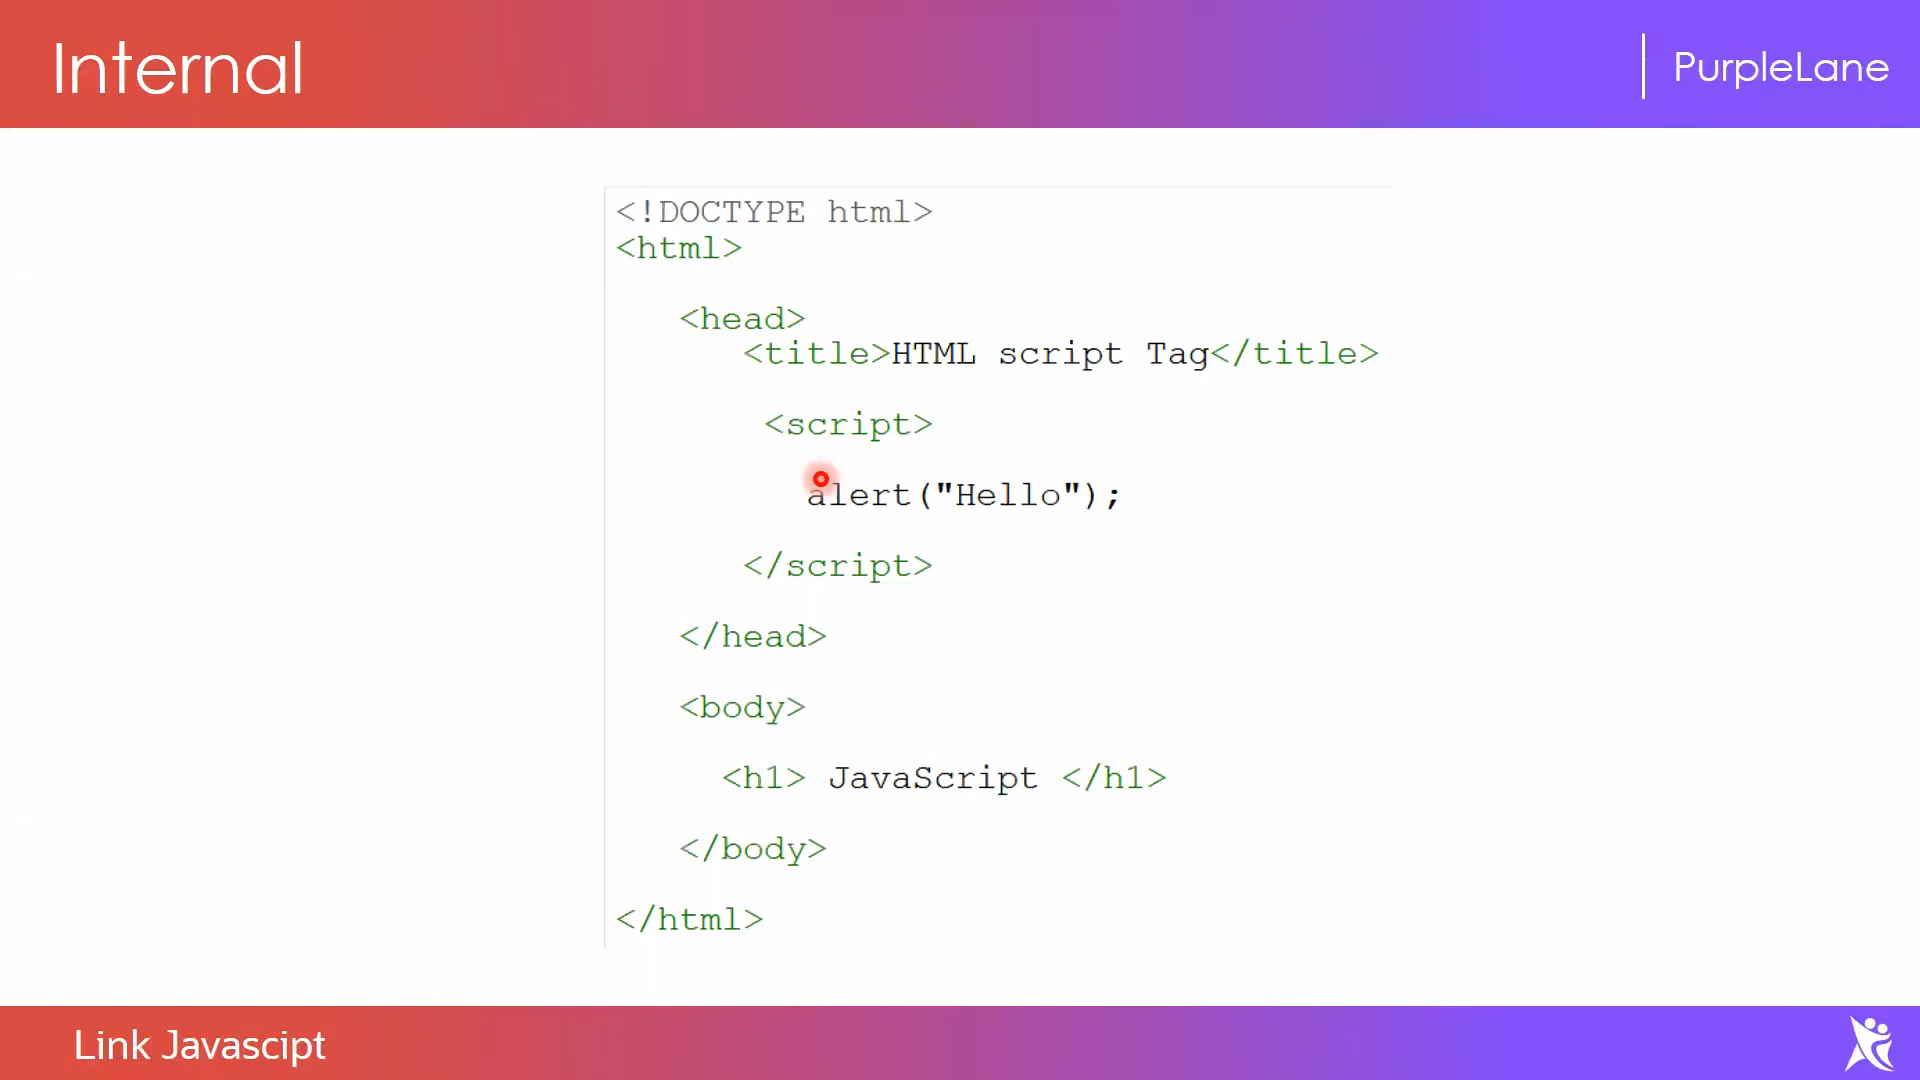 Internal
PurpleLane
<!DOCTYPE html>
<html>
<head>
<title>HTML script Tag</title>
<script>
alert("Hello");
</script>
</head>
<body>
<h1> JavaScript </h1>
</body>
</html>
Link Javascipt